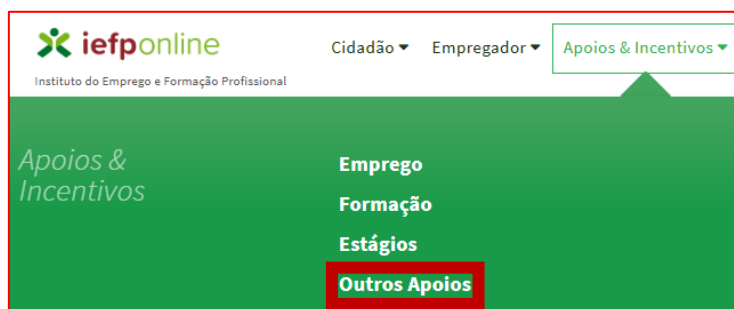 iefponline
Instituto do Emprego e Formação Profissional
Cidadão Empregador Apoios & Incentivos
Apoios &
Incentivos
Emprego
Formação
Estágios
Outros Apoios